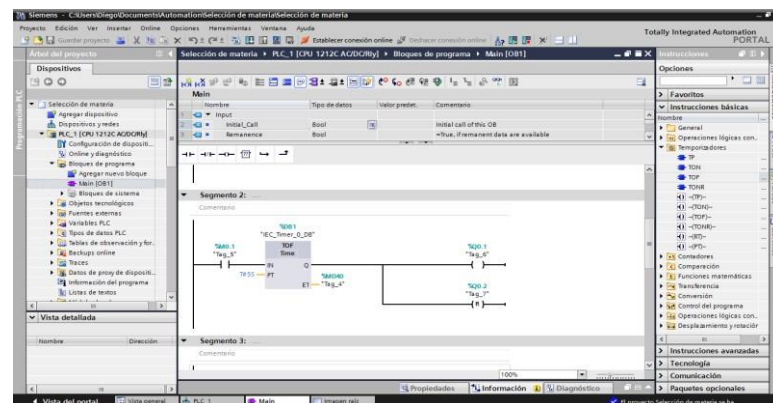 Siemens - C:\Users\Diego\Documents\Automation\Selección de materia\Selección de materia
Proyecto Edición Ver Insertar Online Opciones Herramientas Ventana Ayuda
Totally Integrated Automation
PORTAL
Guardar proyecto
Establecer conexión online
Deshacer conexión online
Árbol del proyecto
Selección de materia PLC_1 [CPU 1212C AC/DC/Rly] Bloques de programa Main [OB1]
Instrucciones
Dispositivos
Opciones
Main
Favoritos
Instrucciones básicas
Nombre
Selección de materia
Agregar dispositivo
Dispositivos y redes
PLC_1 [CPU 1212C AC/DC/Rly]
Configuración de dispositi...
Online y diagnóstico
Bloques de programa
Agregar nuevo bloque
Main [OB1]
Bloques de sistema
Objetos tecnológicos
Fuentes externas
Variables PLC
Tipos de datos PLC
Tablas de observación y for...
Backups online
Traces
Datos de proxy de dispositi...
Información del programa
Listas de textos
Vista detallada
Nombre Dirección
Nombre Tipo de datos Valor predet. Comentario
1 Input
2 Initial_Call Bool Initial call of this OB
3 Remanence Bool =True, if remanent data are available
Segmento 2: ...
Comentario
%DB1
"IEC_Timer_0_DB"
%M0.1
"Tag_5"
TOF
Time
IN Q
T#5S PT
ET
%MD40
"Tag_4"
%Q0.1
"Tag_6"
%Q0.2
"Tag_7"
R
Segmento 3: ...
Comentario
100%
General
Operaciones lógicas con...
Temporizadores
TP
TON
TOF
TONR
-(TP)-
-(TON)-
-(TOF)-
-(TONR)-
-(RT)-
-(PT)-
Contadores
Comparación
Funciones matemáticas
Transferencia
Conversión
Control del programa
Operaciones lógicas con...
Desplazamiento y rotación
Instrucciones avanzadas
Tecnología
Comunicación
Paquetes opcionales
Propiedades Información Diagnóstico
Vista del portal Vista general PLC_1 Main Imagen raíz
El proyecto Selección de materia se ha